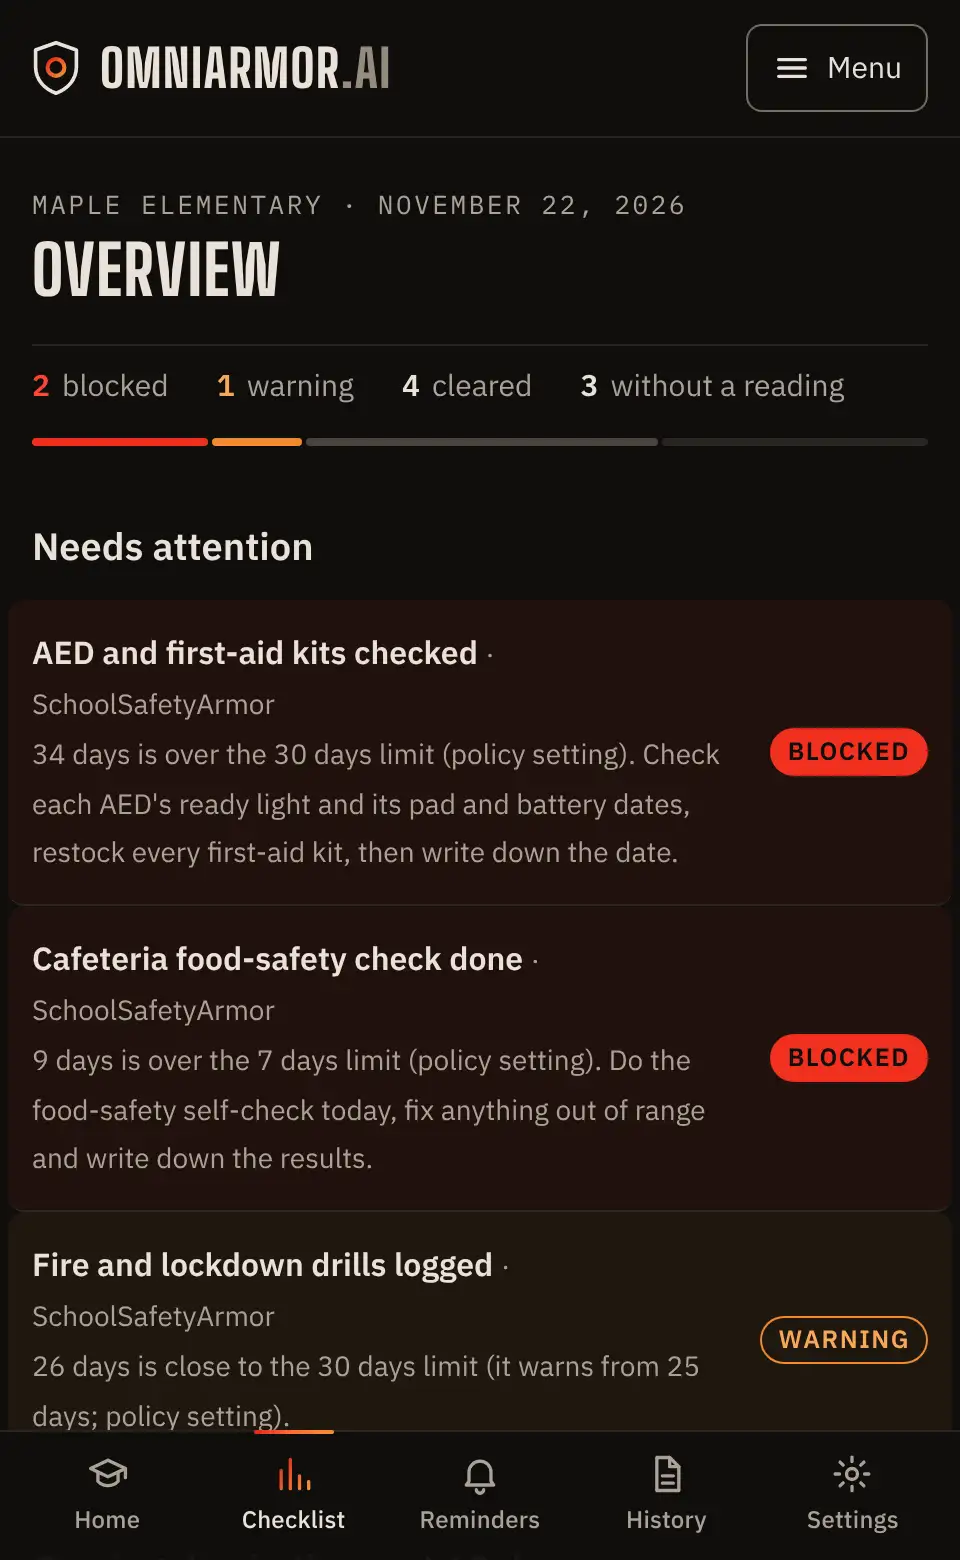 OMNIARMOR.AI
Menu
MAPLE ELEMENTARY · NOVEMBER 22, 2026
OVERVIEW
2 blocked 1 warning 4 cleared 3 without a reading
Needs attention
AED and first-aid kits checked ·
SchoolSafetyArmor
34 days is over the 30 days limit (policy setting). Check
each AED's ready light and its pad and battery dates,
restock every first-aid kit, then write down the date.
BLOCKED
Cafeteria food-safety check done ·
SchoolSafetyArmor
9 days is over the 7 days limit (policy setting). Do the
food-safety self-check today, fix anything out of range
and write down the results.
BLOCKED
Fire and lockdown drills logged ·
SchoolSafetyArmor
26 days is close to the 30 days limit (it warns from 25
days; policy setting).
WARNING
Home Checklist Reminders History Settings